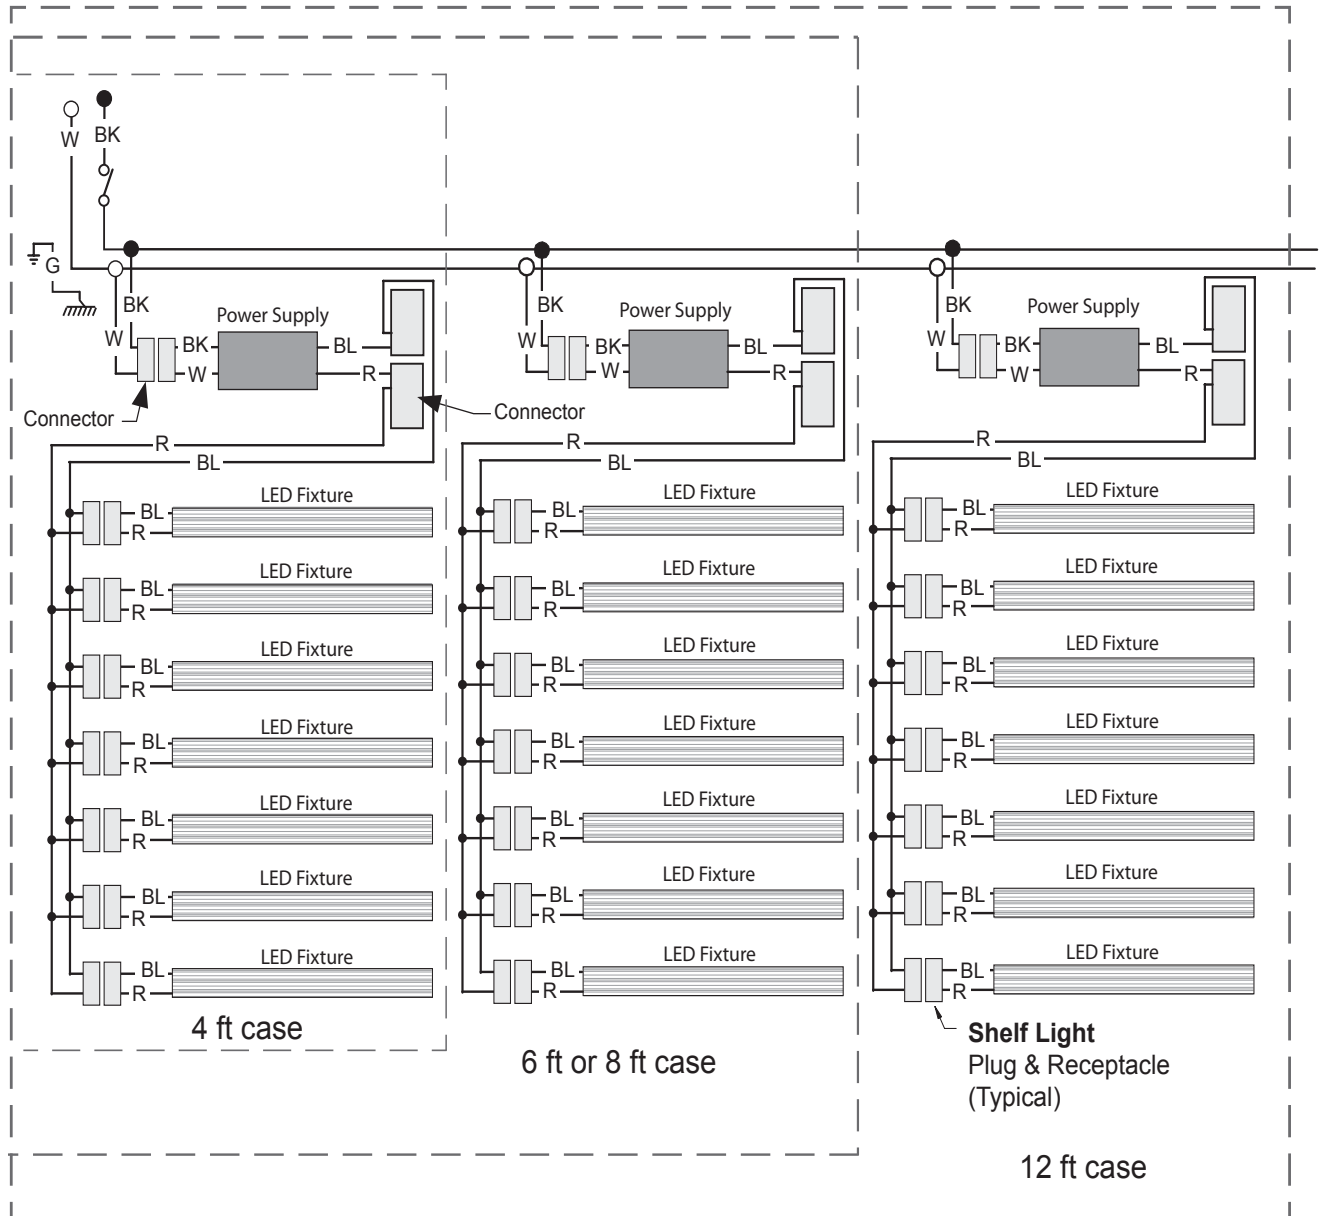 W
BK
G
BK
W
BK
W
Power Supply
BL
R
Connector
Connector
R
BL
BK
W
BK
W
Power Supply
BL
R
R
BL
BK
W
BK
W
Power Supply
BL
R
R
BL
LED Fixture
BL
R
LED Fixture
BL
R
LED Fixture
BL
R
LED Fixture
BL
R
LED Fixture
BL
R
LED Fixture
BL
R
LED Fixture
BL
R
4 ft case
LED Fixture
BL
R
LED Fixture
BL
R
LED Fixture
BL
R
LED Fixture
BL
R
LED Fixture
BL
R
LED Fixture
BL
R
LED Fixture
BL
R
6 ft or 8 ft case
LED Fixture
BL
R
LED Fixture
BL
R
LED Fixture
BL
R
LED Fixture
BL
R
LED Fixture
BL
R
LED Fixture
BL
R
LED Fixture
BL
R
Shelf Light
Plug & Receptacle
(Typical)
12 ft case